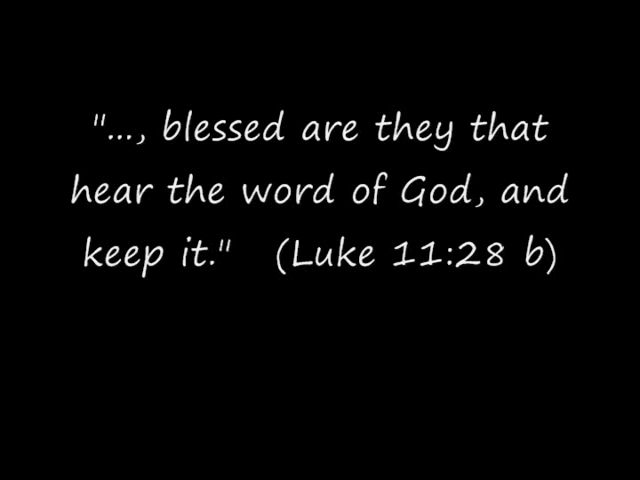 "..., blessed are they that
hear the word of God, and
keep it." (Luke 11:28 b)